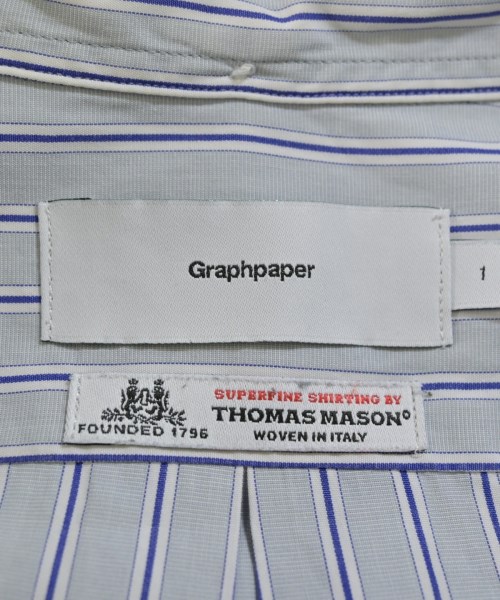 Graphpaper
1
SUPERFINE SHIRTING BY
THOMAS MASON°
FOUNDED 1796
WOVEN IN ITALY